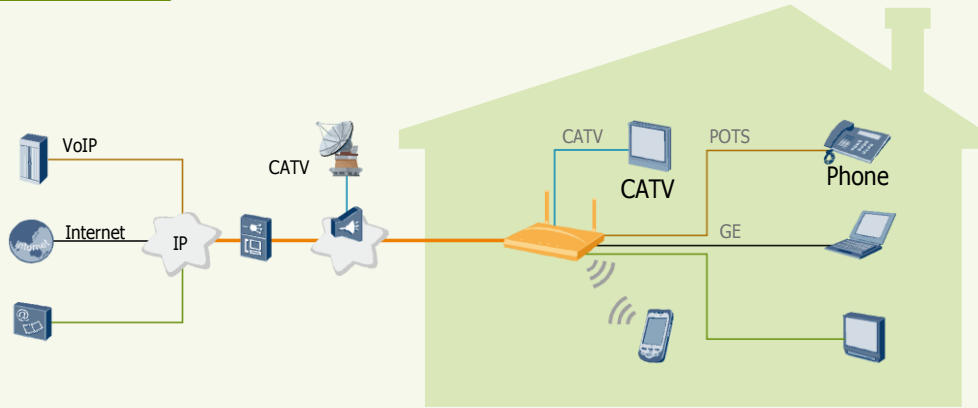 VoIP
CATV
Internet
IP
@
CATV
CATV
POTS
Phone
GE